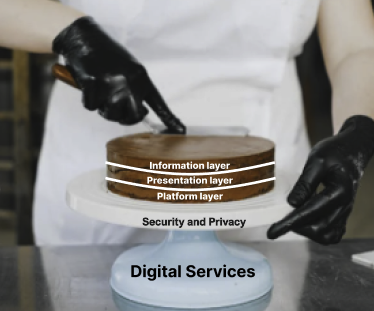 Information layer
Presentation layer
Platform layer
Security and Privacy
Digital Services